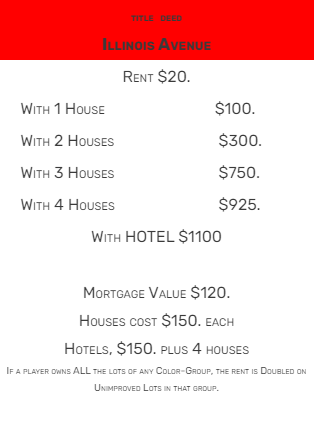 TITLE DEED
ILLINOIS AVENUE
RENT $20.
WITH 1 HOUSE $100.
WITH 2 HOUSES $300.
WITH 3 HOUSES $750.
WITH 4 HOUSES $925.
WITH HOTEL $1100
MORTGAGE VALUE $120.
HOUSES COST $150. EACH
HOTELS, $150. PLUS 4 HOUSES
IF A PLAYER OWNS ALL THE LOTS OF ANY COLOR-GROUP, THE RENT IS DOUBLED ON
UNIMPROVED LOTS IN THAT GROUP.